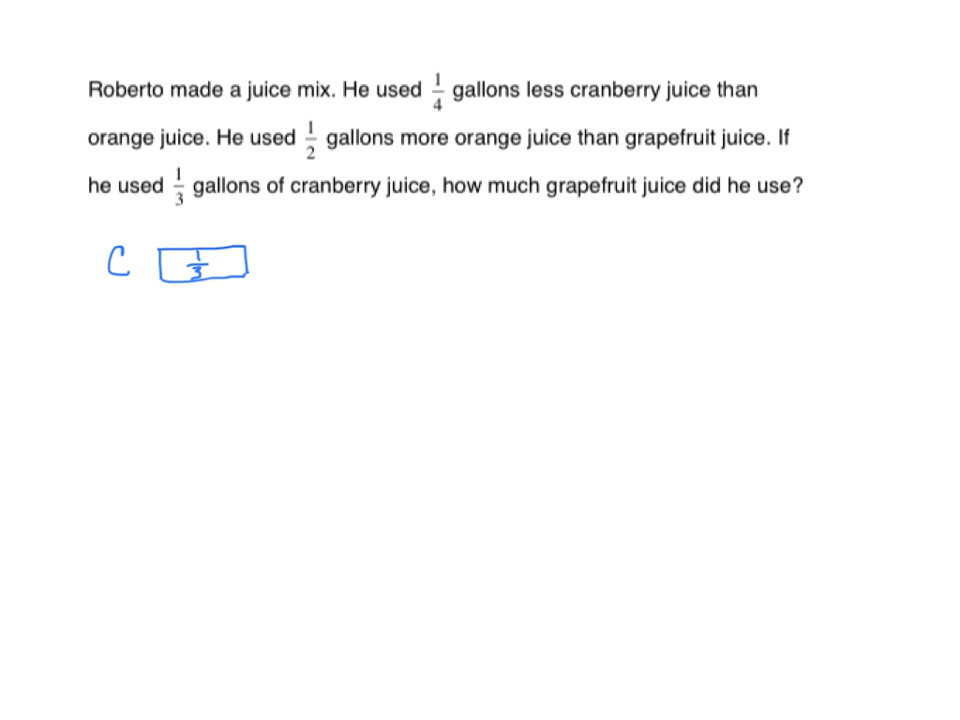 Roberto made a juice mix. He used 1/4 gallons less cranberry juice than
orange juice. He used 1/2 gallons more orange juice than grapefruit juice. If
he used 1/3 gallons of cranberry juice, how much grapefruit juice did he use?
C 1/3